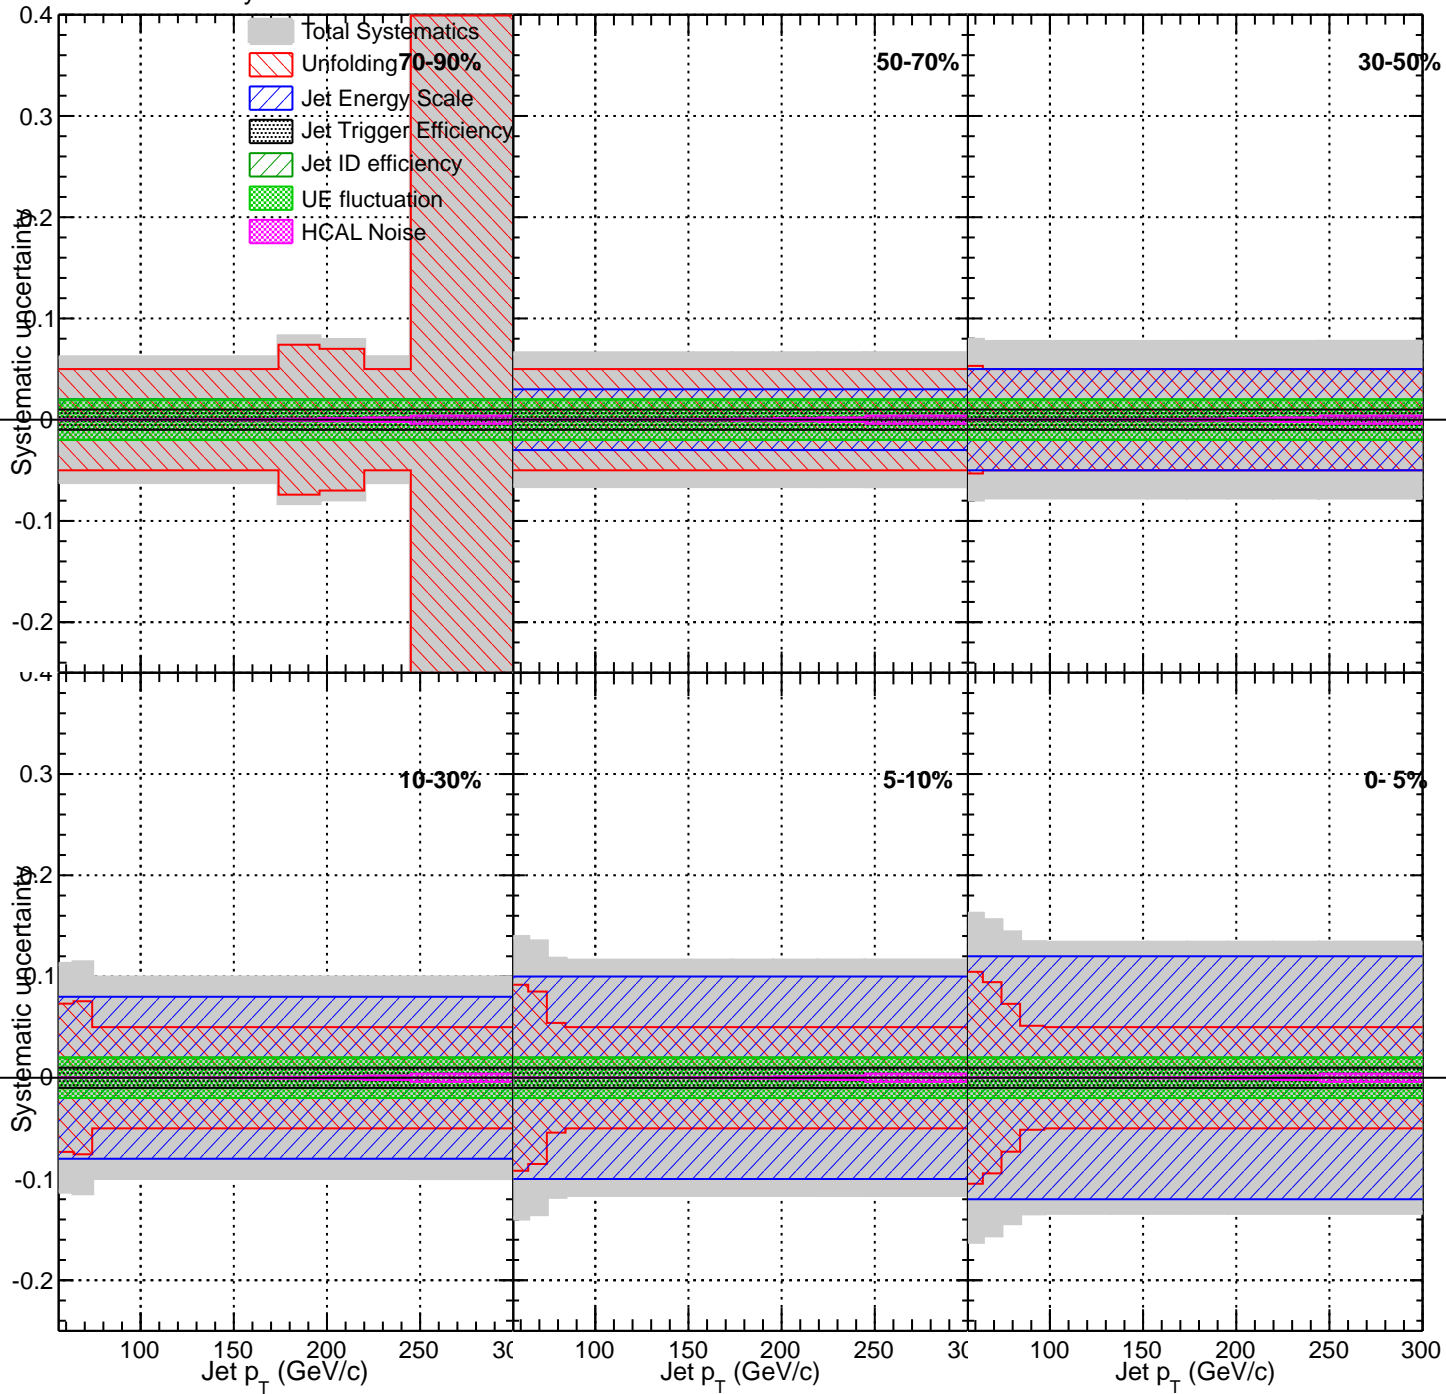 0.4
Total Systematics
Unfolding 70-90%
Jet Energy Scale
Jet Trigger Efficiency
Jet ID efficiency
UE fluctuation
HCAL Noise
50-70%
30-50%
0.3
0.2
0.1
0
-0.1
-0.2
Systematic uncertainty
0.4
0.3
0.2
0.1
0
-0.1
-0.2
Systematic uncertainty
10-30%
5-10%
0- 5%
100 150 200 250 30
100 150 200 250 30
100 150 200 250 300
Jet p_T (GeV/c)
Jet p_T (GeV/c)
Jet p_T (GeV/c)